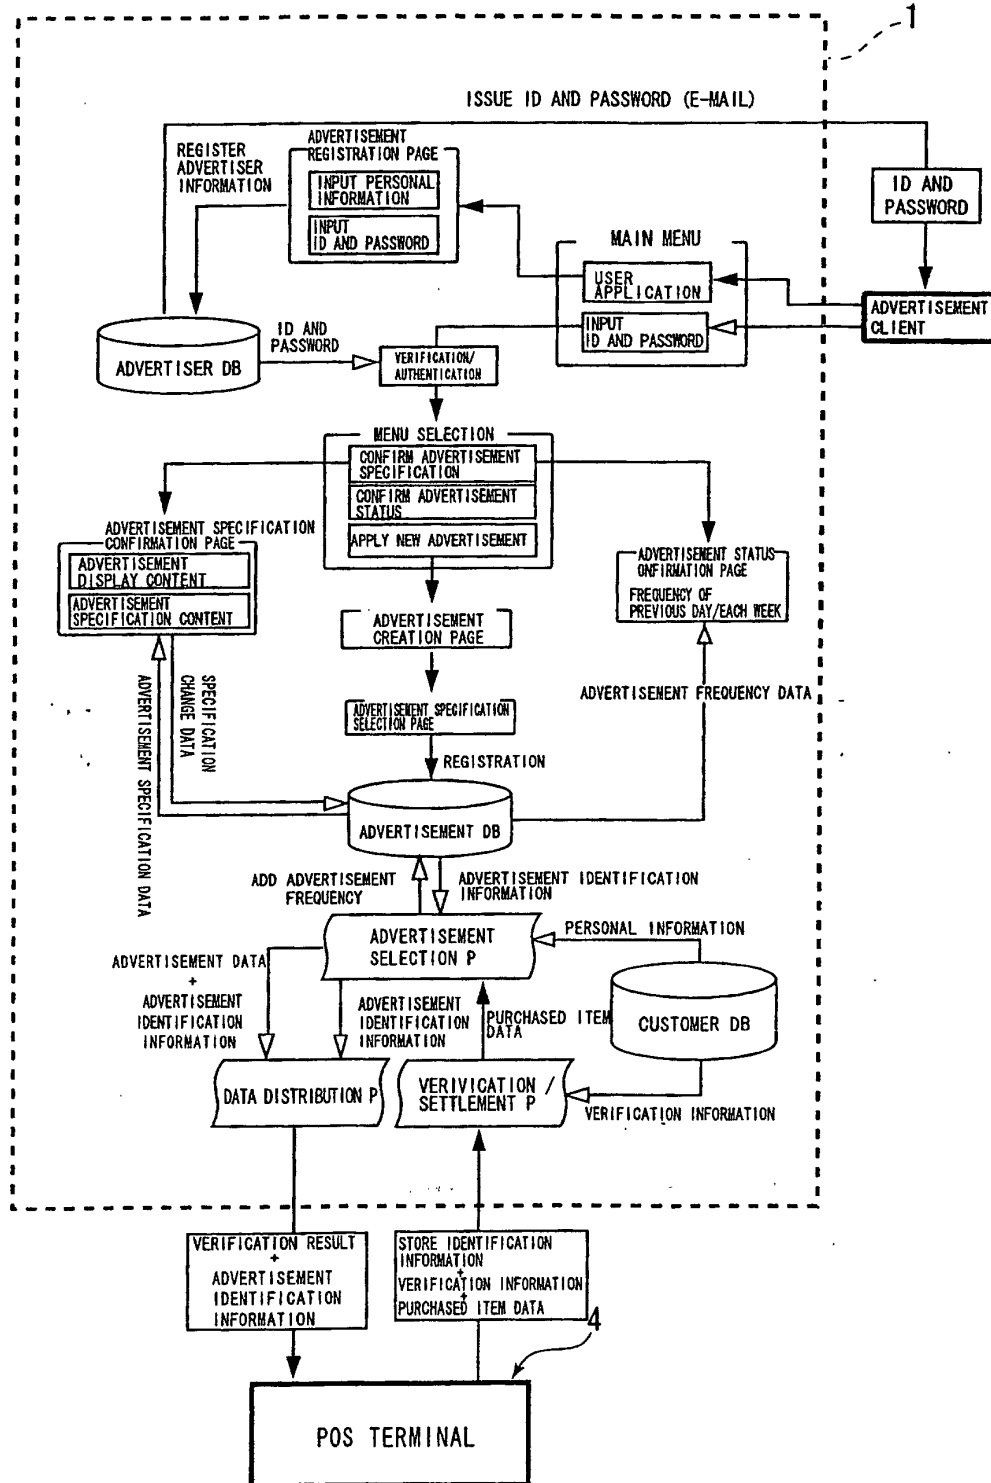 1
ISSUE ID AND PASSWORD (E-MAIL)
REGISTER
ADVERTISER
INFORMATION
ADVERTISEMENT
REGISTRATION PAGE
INPUT PERSONAL
INFORMATION
INPUT
ID AND PASSWORD
ID AND
PASSWORD
MAIN MENU
USER
APPLICATION
INPUT
ID AND PASSWORD
ADVERTISEMENT
CLIENT
ADVERTISER DB
ID AND
PASSWORD
VERIFICATION/
AUTHENTICATION
MENU SELECTION
CONFIRM ADVERTISEMENT
SPECIFICATION
CONFIRM ADVERTISEMENT
STATUS
APPLY NEW ADVERTISEMENT
ADVERTISEMENT SPECIFICATION
CONFIRMATION PAGE
ADVERTISEMENT
DISPLAY CONTENT
ADVERTISEMENT
SPECIFICATION CONTENT
ADVERTISEMENT STATUS
ONFIRMATION PAGE
FREQUENCY OF
PREVIOUS DAY/EACH WEEK
ADVERTISEMENT
CREATION PAGE
SPECIFICATION
CHANGE DATA
ADVERTISEMENT SPECIFICATION DATA
ADVERTISEMENT SPECIFICATION
SELECTION PAGE
ADVERTISEMENT FREQUENCY DATA
REGISTRATION
ADVERTISEMENT DB
ADD ADVERTISEMENT
FREQUENCY
ADVERTISEMENT IDENTIFICATION
INFORMATION
ADVERTISEMENT
SELECTION P
PERSONAL INFORMATION
ADVERTISEMENT DATA
+
ADVERTISEMENT
IDENTIFICATION
INFORMATION
ADVERTISEMENT
IDENTIFICATION
INFORMATION
PURCHASED ITEM
DATA
CUSTOMER DB
DATA DISTRIBUTION P
VERIVICATION /
SETTLEMENT P
VERIFICATION INFORMATION
VERIFICATION RESULT
+
ADVERTISEMENT
IDENTIFICATION
INFORMATION
STORE IDENTIFICATION
INFORMATION
+
VERIFICATION INFORMATION
+
PURCHASED ITEM DATA
4
POS TERMINAL